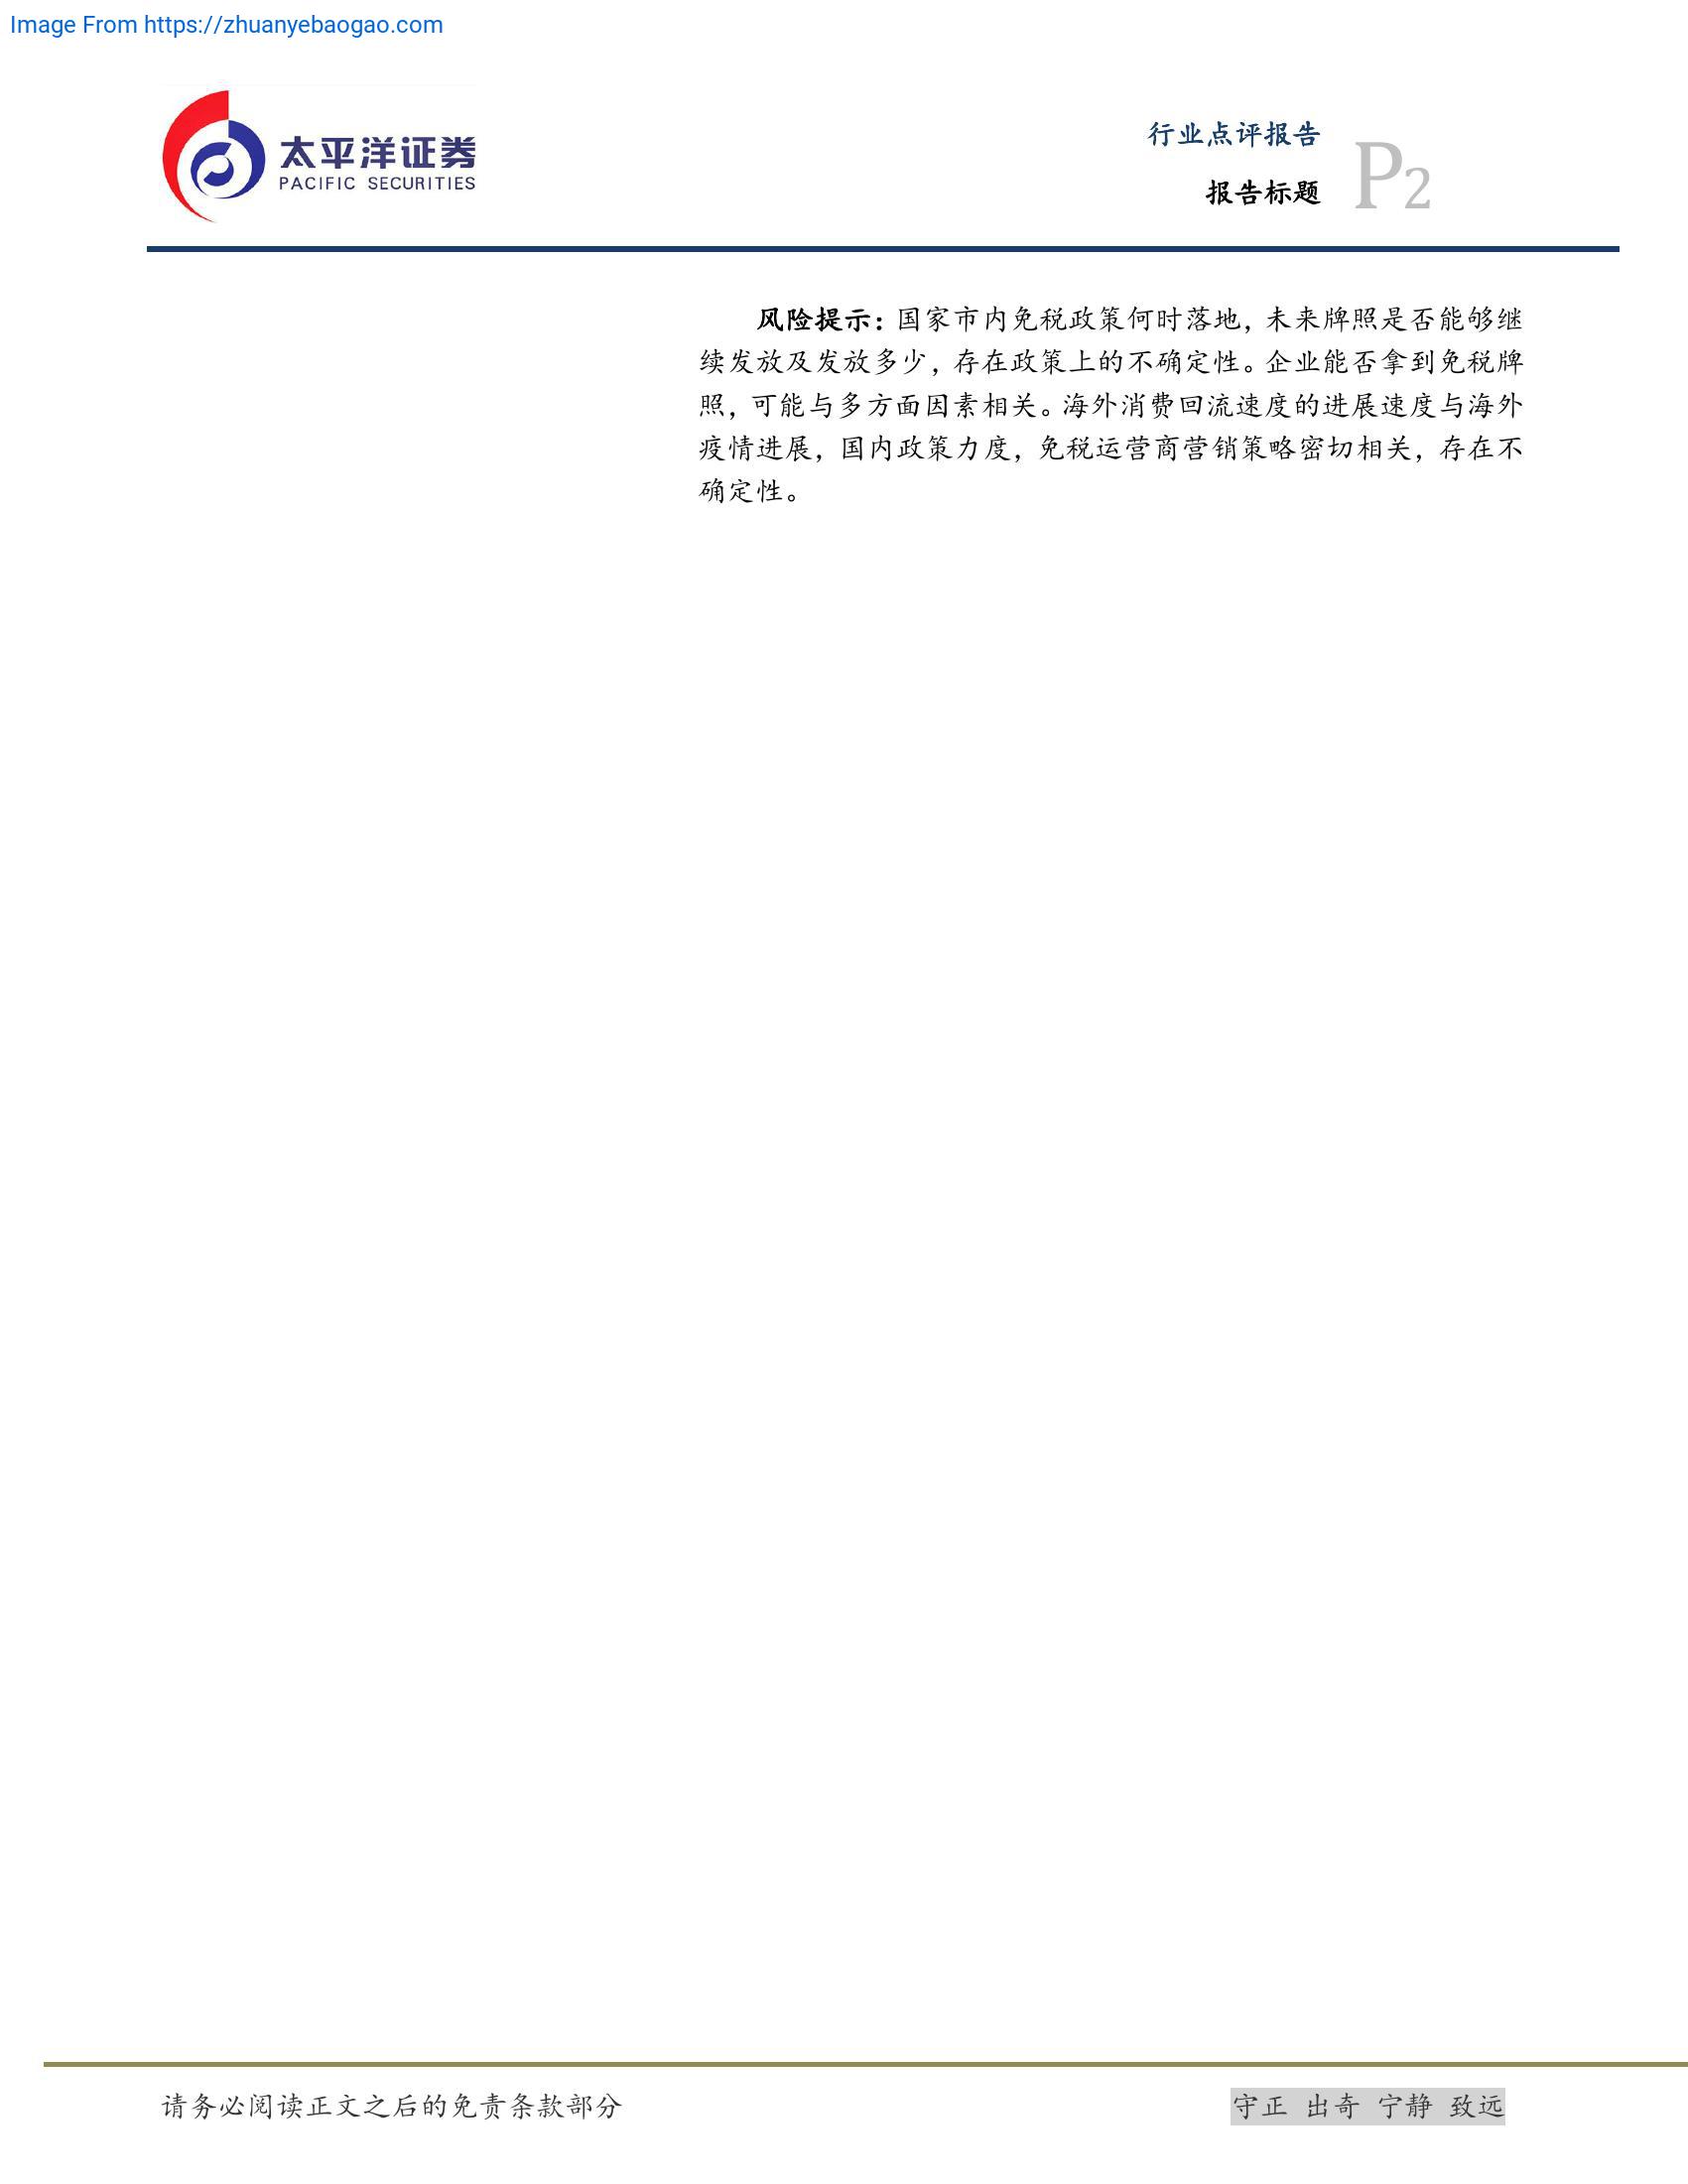 Image From https://zhuanyebaogao.com
太平洋证券
PACIFIC SECURITIES
行业点评报告
报告标题
P2
风险提示：国家市内免税政策何时落地，未来牌照是否能够继
续发放及发放多少，存在政策上的不确定性。企业能否拿到免税牌
照，可能与多方面因素相关。海外消费回流速度的进展速度与海外
疫情进展，国内政策力度，免税运营商营销策略密切相关，存在不
确定性。
请务必阅读正文之后的免责条款部分
守正 出奇 宁静 致远